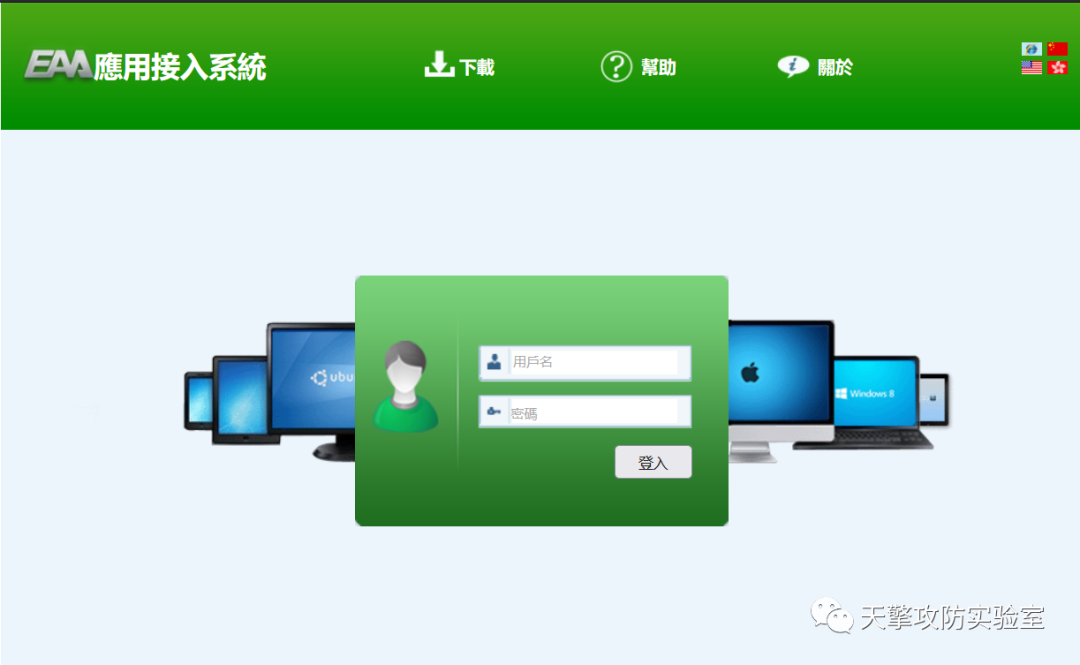 EAA應用接入系統
下載
幫助
關於
ubu
用戶名
密碼
登入
Windows 8
天擎攻防实验室